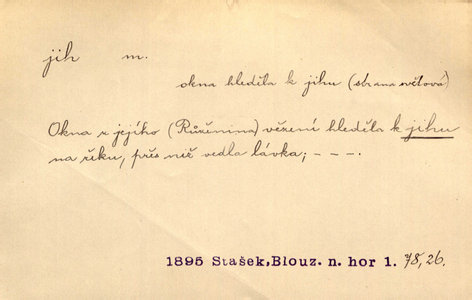 jih m.
okna hleděla k jihu (strana světová)
Okna z jejího (Růženina) vězení hleděla k jihu
na řeku, přes niž vedla lávka; – – –.
1895 Stašek, Blouz. n. hor 1. 78, 26.